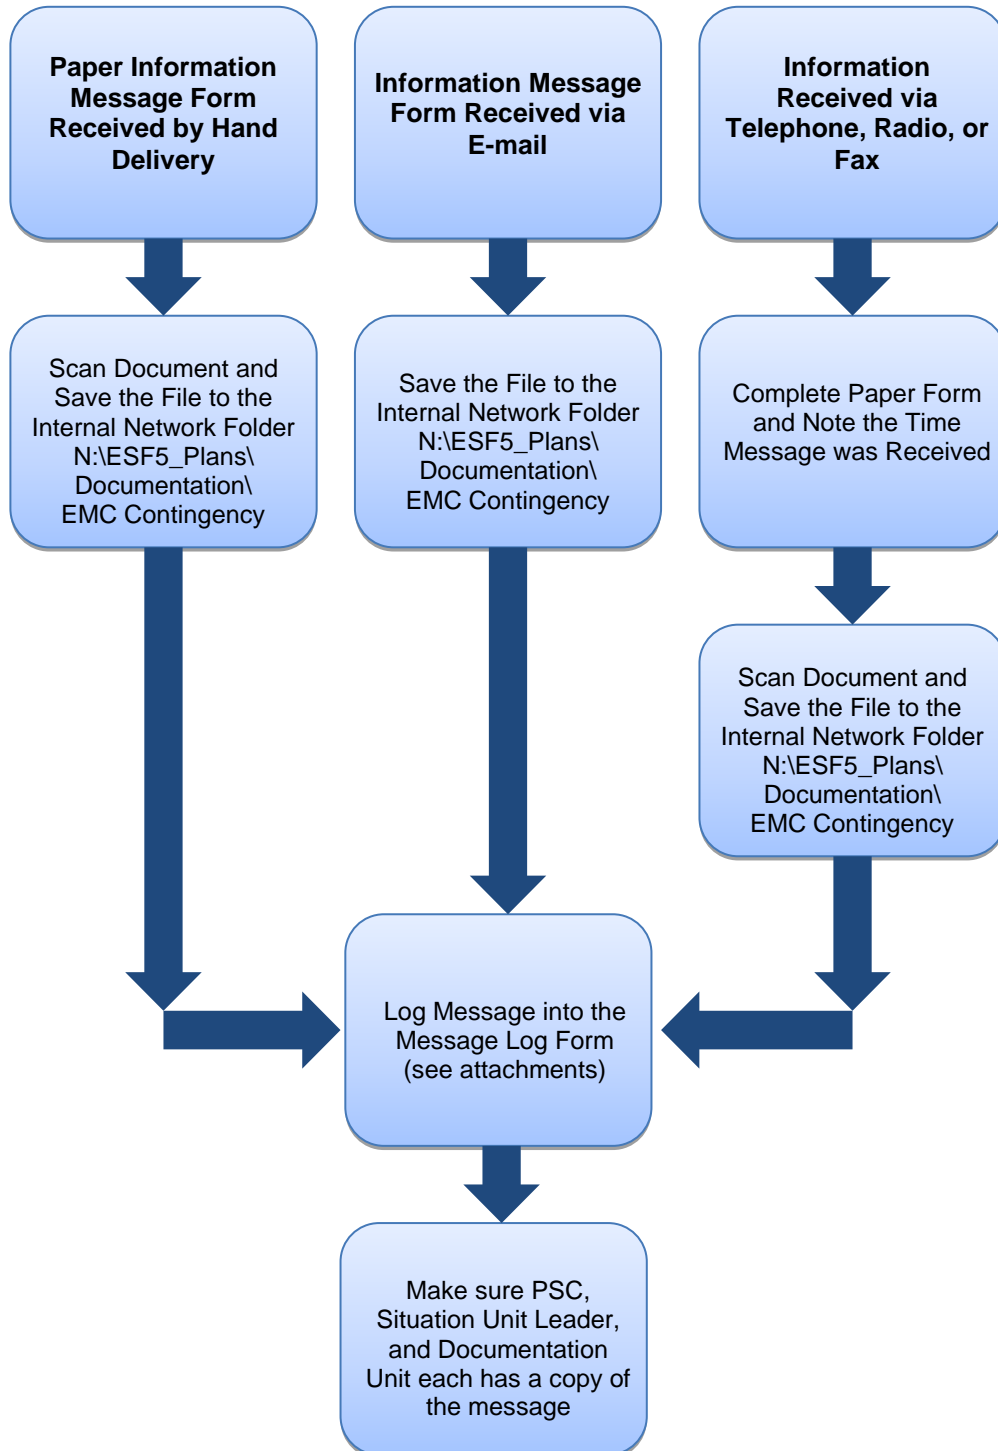 Paper Information
Message Form
Received by Hand
Delivery
Information Message
Form Received via
E-mail
Information
Received via
Telephone, Radio, or
Fax
Scan Document and
Save the File to the
Internal Network Folder
N:\ESF5_Plans\
Documentation\
EMC Contingency
Save the File to the
Internal Network Folder
N:\ESF5_Plans\
Documentation\
EMC Contingency
Complete Paper Form
and Note the Time
Message was Received
Scan Document and
Save the File to the
Internal Network Folder
N:\ESF5_Plans\
Documentation\
EMC Contingency
Log Message into the
Message Log Form
(see attachments)
Make sure PSC,
Situation Unit Leader,
and Documentation
Unit each has a copy of
the message